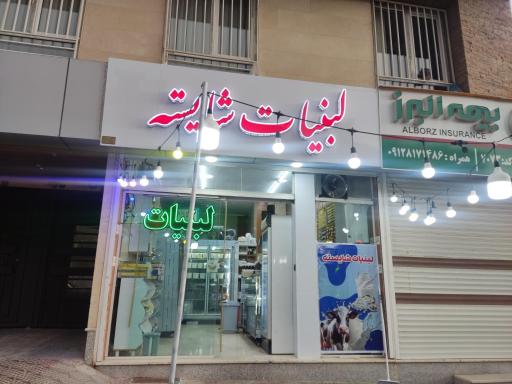 لبنیات شایسته
بیمه البرز
ALBORZ INSURANCE
همراه: ۰۹۱۲۸۱۷۱۴۸۶
لبنیات
لبنیات شایسته